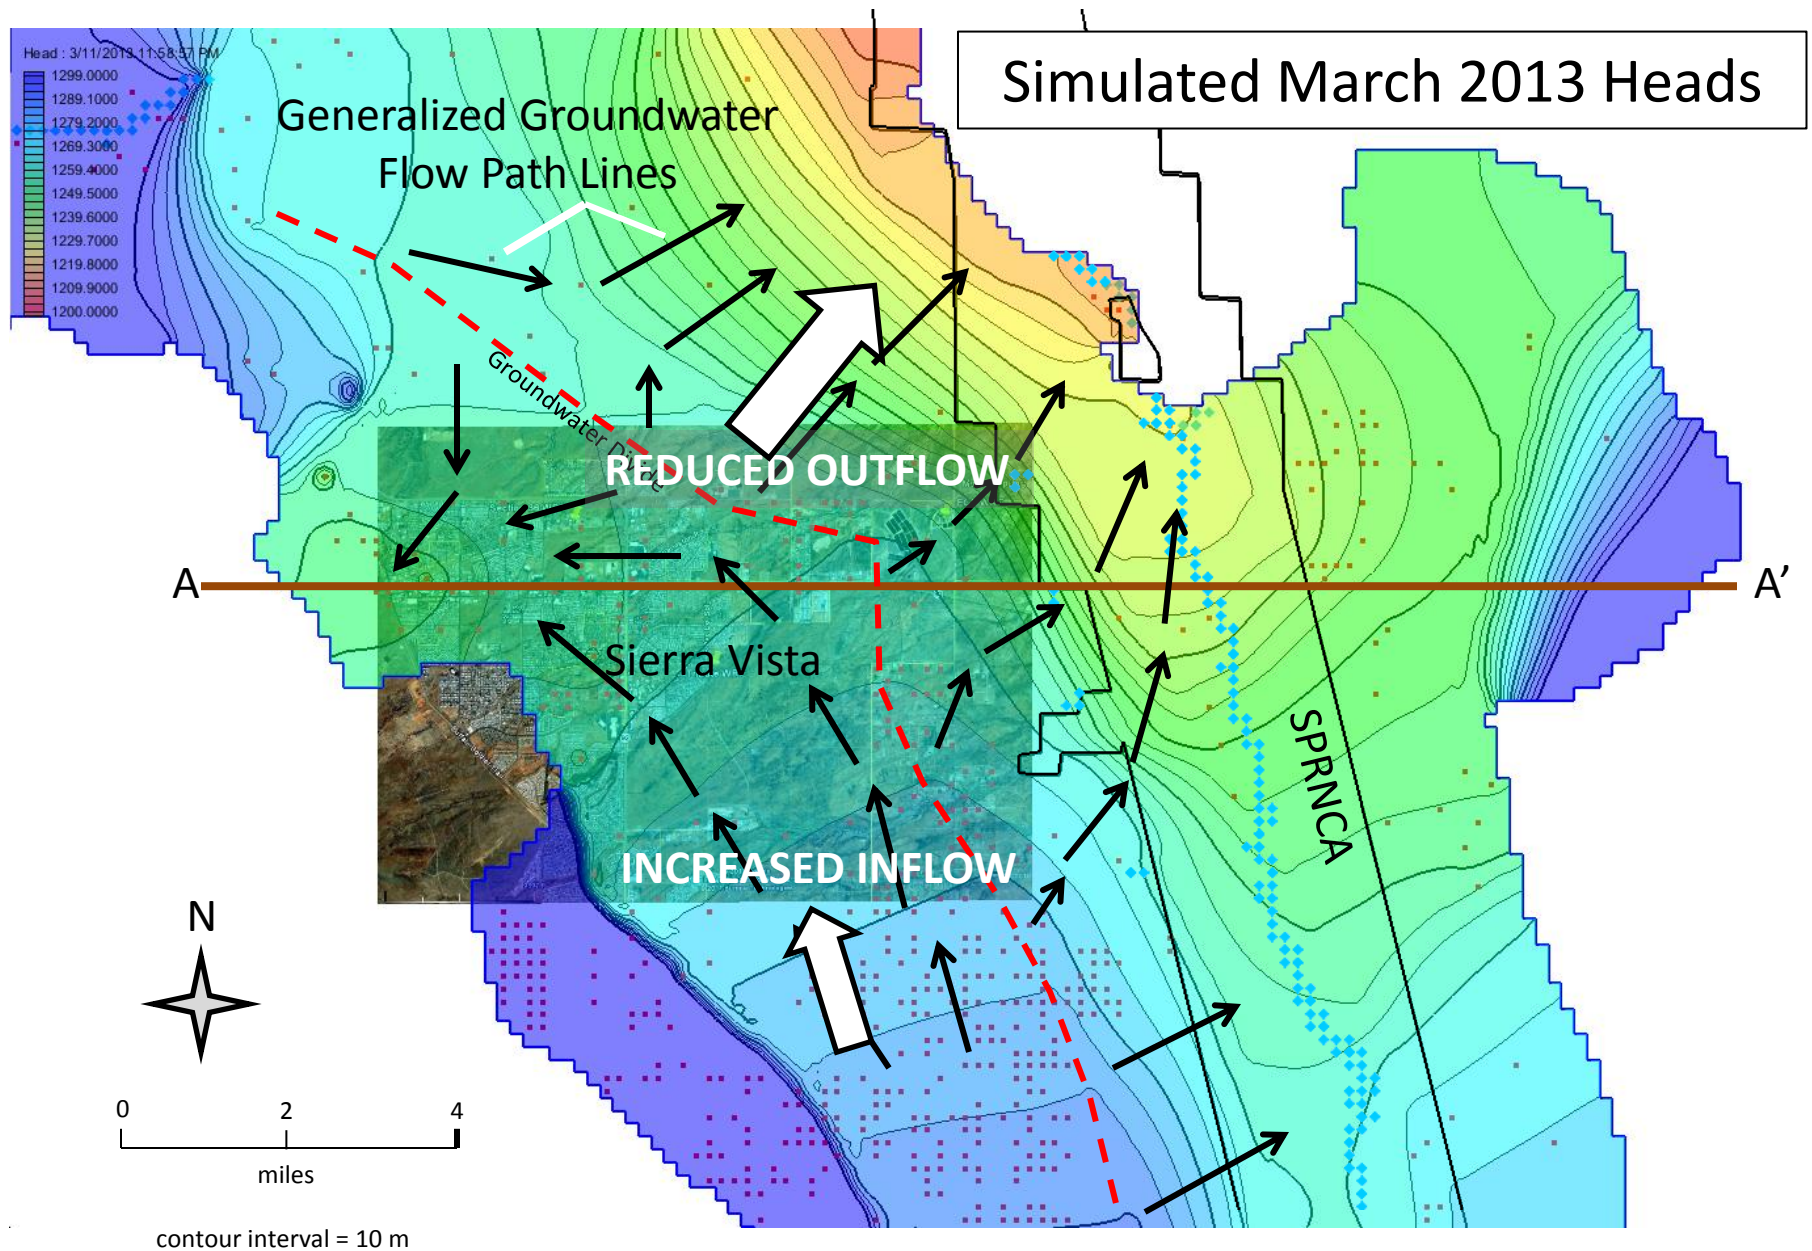 Simulated March 2013 Heads
Head : 3/11/2013 11:58:57 PM
1299.0000
1289.1000
1279.2000
1269.3000
1259.4000
1249.5000
1239.6000
1229.7000
1219.8000
1209.9000
1200.0000
Generalized Groundwater
Flow Path Lines
Groundwater Divide
REDUCED OUTFLOW
A
A’
Sierra Vista
SPRNCA
INCREASED INFLOW
N
0 2 4
miles
contour interval = 10 m